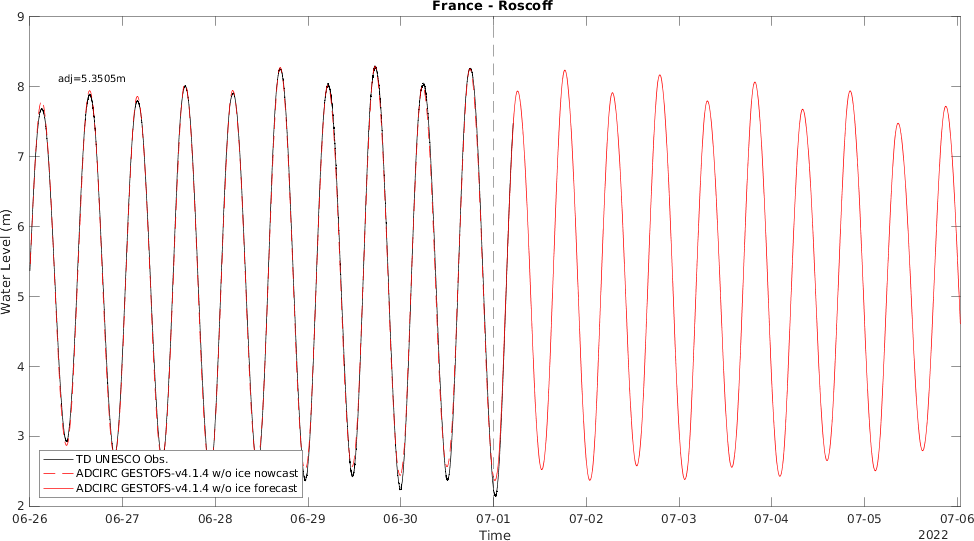 France - Roscoff
adj=5.3505m
Water Level (m)
9
8
7
6
5
4
3
2
TD UNESCO Obs.
ADCIRC GESTOFS-v4.1.4 w/o ice nowcast
ADCIRC GESTOFS-v4.1.4 w/o ice forecast
06-26 06-27 06-28 06-29 06-30 07-01 07-02 07-03 07-04 07-05 07-06
Time
2022